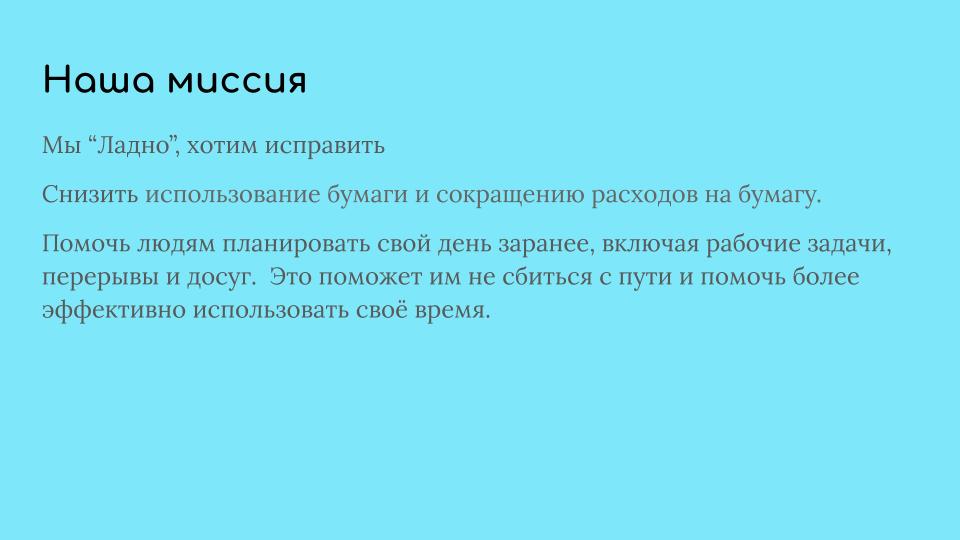 Наша миссия
Мы “Ладно”, хотим исправить
Снизить использование бумаги и сокращению расходов на бумагу.
Помочь людям планировать свой день заранее, включая рабочие задачи,
перерывы и досуг.  Это поможет им не сбиться с пути и помочь более
эффективно использовать своё время.